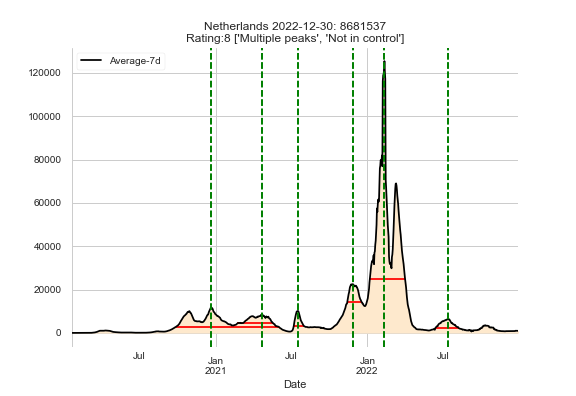 Netherlands 2022-12-30: 8681537
Rating:8 ['Multiple peaks', 'Not in control']
Average-7d
120000
100000
80000
60000
40000
20000
0
Jul Jan Jul Jan Jul
2021 2022
Date